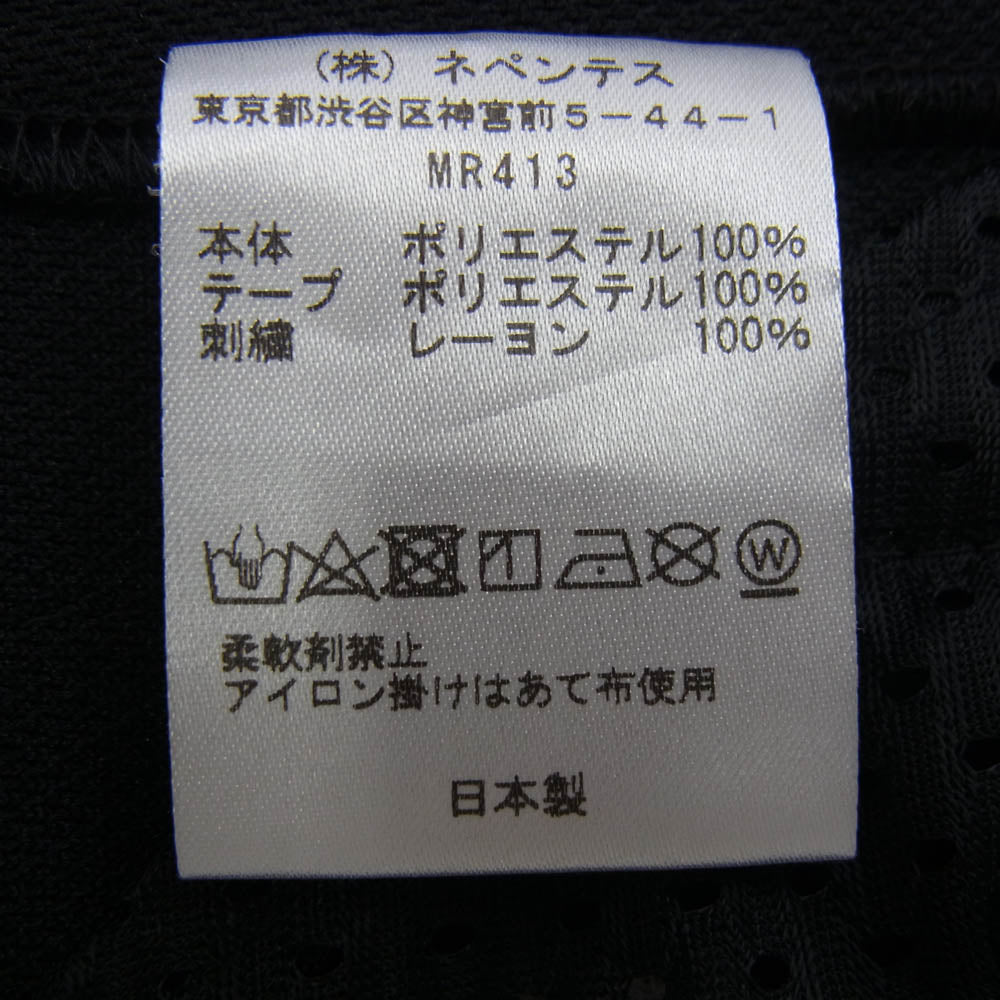 （株）ネペンテス
東京都渋谷区神宮前5－44－1
MR413
本体 ポリエステル100%
テープ ポリエステル100%
刺繍 レーヨン 100%
W
柔軟剤禁止
アイロン掛けはあて布使用
日本製